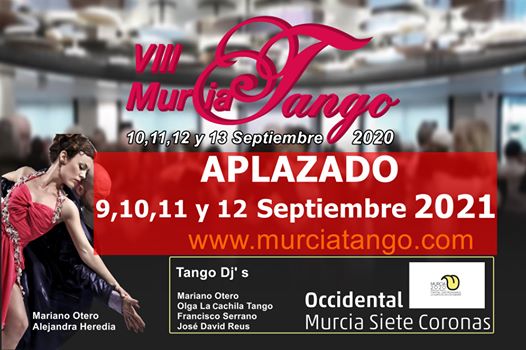 VIII
Murcia Tango
10,11,12 y 13 Septiembre 2020
APLAZADO
9,10,11 y 12 Septiembre 2021
www.murciatango.com
Tango Dj' s
Mariano Otero
Olga La Cachila Tango
Francisco Serrano
José David Reus
Occidental
Murcia Siete Coronas
Mariano Otero
Alejandra Heredia